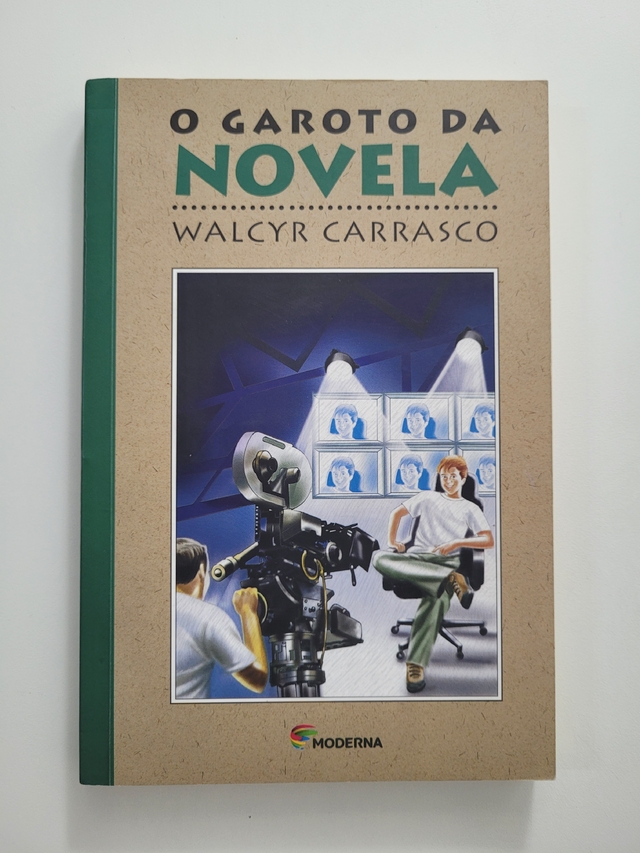 O GAROTO DA
NOVELA
WALCYR CARRASCO
MODERNA